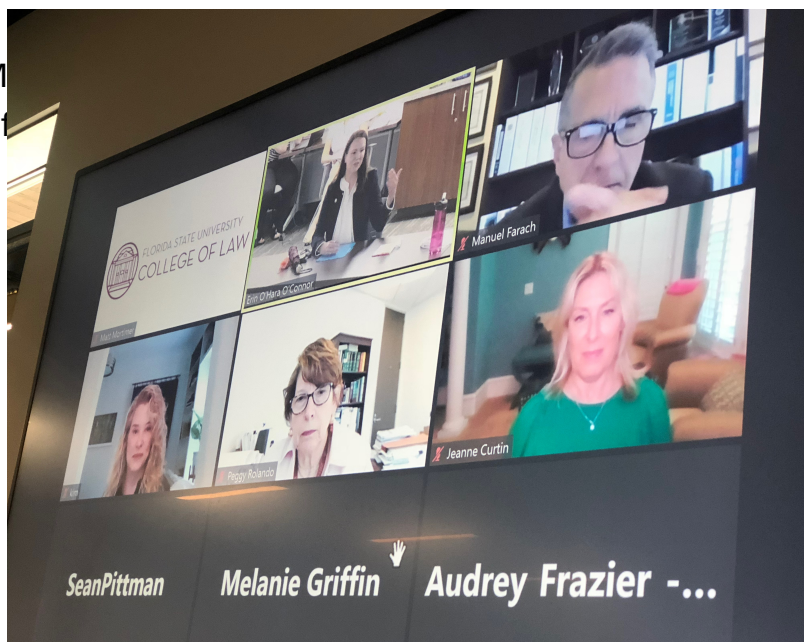 M
f
FLORIDA STATE UNIVERSITY
COLLEGE OF LAW
Erin O'Hara O'Connor
Manuel Farach
Peggy Rolando
Jeanne Curtin
SeanPittman
Melanie Griffin
Audrey Frazier -...